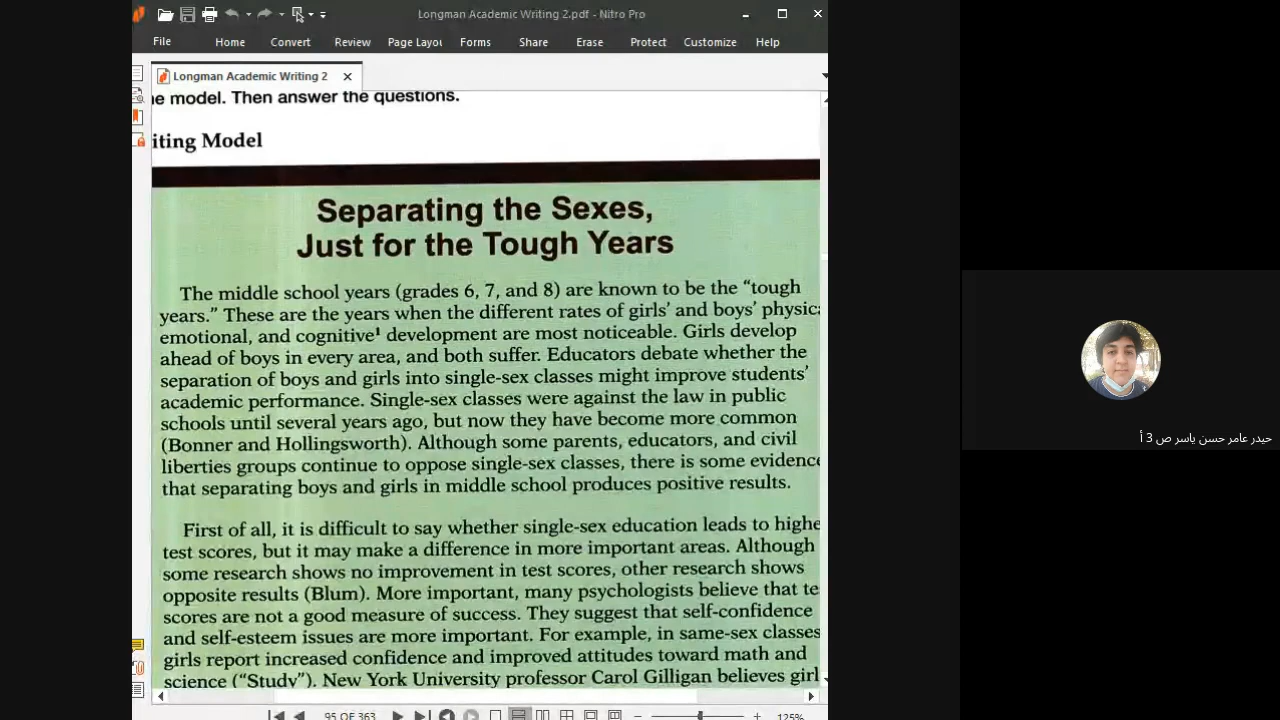 Longman Academic Writing 2.pdf - Nitro Pro
File Home Convert Review Page Layou Forms Share Erase Protect Customize Help
Longman Academic Writing 2
e model. Then answer the questions.
iting Model
Separating the Sexes,
Just for the Tough Years
The middle school years (grades 6, 7, and 8) are known to be the “tough
years.” These are the years when the different rates of girls’ and boys’ physica
emotional, and cognitive¹ development are most noticeable. Girls develop
ahead of boys in every area, and both suffer. Educators debate whether the
separation of boys and girls into single-sex classes might improve students’
academic performance. Single-sex classes were against the law in public
schools until several years ago, but now they have become more common
(Bonner and Hollingsworth). Although some parents, educators, and civil
liberties groups continue to oppose single-sex classes, there is some evidence
that separating boys and girls in middle school produces positive results.
First of all, it is difficult to say whether single-sex education leads to highe
test scores, but it may make a difference in more important areas. Although
some research shows no improvement in test scores, other research shows
opposite results (Blum). More important, many psychologists believe that te
scores are not a good measure of success. They suggest that self-confidence
and self-esteem issues are more important. For example, in same-sex classes
girls report increased confidence and improved attitudes toward math and
science (“Study”). New York University professor Carol Gilligan believes girl
95 OF 363
125%
حيدر عامر حسن ياسر ص 3 أ